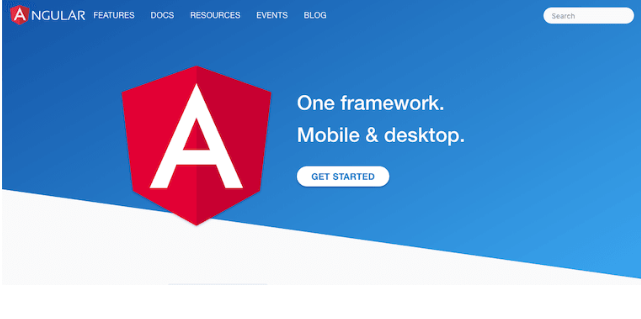 ANGULAR FEATURES DOCS RESOURCES EVENTS BLOG Search
A
One framework.
Mobile & desktop.
GET STARTED